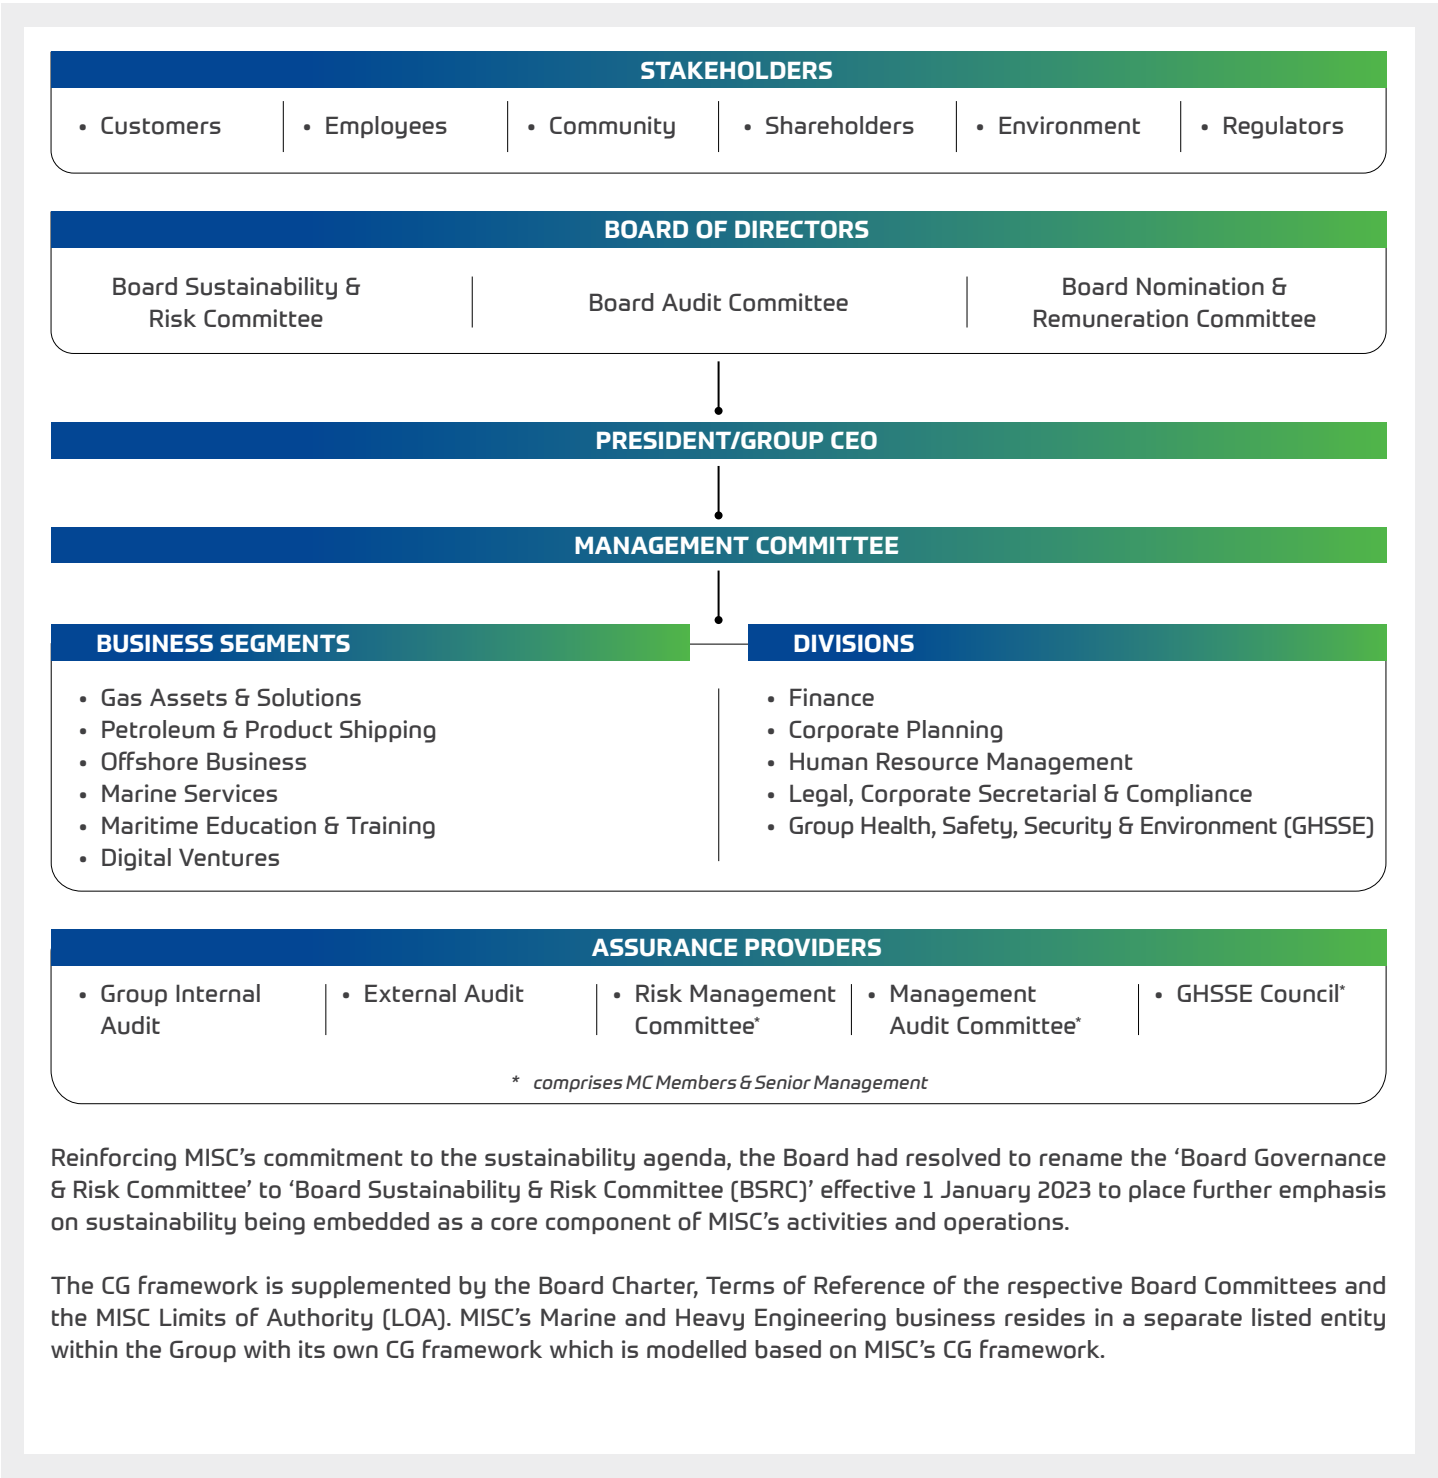 STAKEHOLDERS
• Customers
• Employees
• Community
• Shareholders
• Environment
• Regulators
BOARD OF DIRECTORS
Board Sustainability &
Risk Committee
Board Audit Committee
Board Nomination &
Remuneration Committee
PRESIDENT/GROUP CEO
MANAGEMENT COMMITTEE
BUSINESS SEGMENTS
• Gas Assets & Solutions
• Petroleum & Product Shipping
• Offshore Business
• Marine Services
• Maritime Education & Training
• Digital Ventures
DIVISIONS
• Finance
• Corporate Planning
• Human Resource Management
• Legal, Corporate Secretarial & Compliance
• Group Health, Safety, Security & Environment (GHSSE)
ASSURANCE PROVIDERS
• Group Internal
Audit
• External Audit
• Risk Management
Committee*
• Management
Audit Committee*
• GHSSE Council*
* comprises MC Members & Senior Management
Reinforcing MISC’s commitment to the sustainability agenda, the Board had resolved to rename the ‘Board Governance
& Risk Committee’ to ‘Board Sustainability & Risk Committee (BSRC)’ effective 1 January 2023 to place further emphasis
on sustainability being embedded as a core component of MISC’s activities and operations.
The CG framework is supplemented by the Board Charter, Terms of Reference of the respective Board Committees and
the MISC Limits of Authority (LOA). MISC’s Marine and Heavy Engineering business resides in a separate listed entity
within the Group with its own CG framework which is modelled based on MISC’s CG framework.